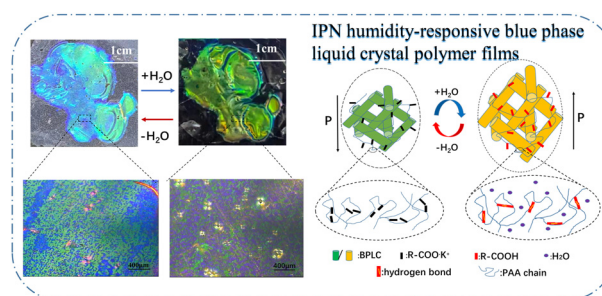 IPN humidity-responsive blue phase
liquid crystal polymer films
1cm
+H₂O
-H₂O
1cm
400μm
400μm
P
+H₂O
-H₂O
P
:BPLC
:R-COO⁻K⁺
:R-COOH
:H₂O
:hydrogen bond
:PAA chain